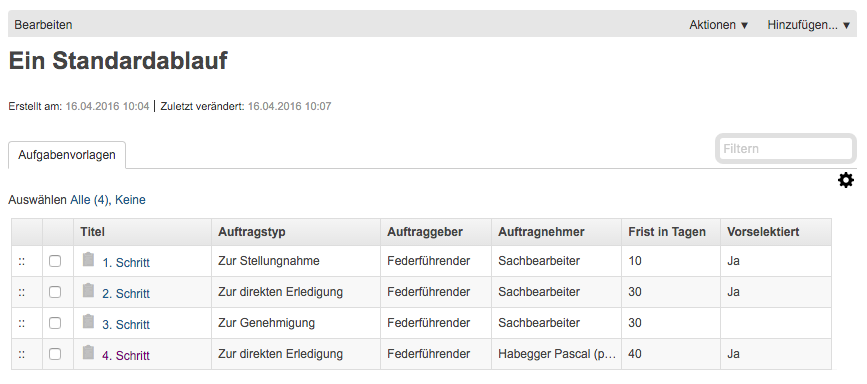 Bearbeiten Aktionen ▼ Hinzufügen... ▼
Ein Standardablauf
Erstellt am: 16.04.2016 10:04 | Zuletzt verändert: 16.04.2016 10:07
Aufgabenvorlagen Filtern
Auswählen Alle (4), Keine
Titel Auftragstyp Auftraggeber Auftragnehmer Frist in Tagen Vorselektiert
:: 1. Schritt Zur Stellungnahme Federführender Sachbearbeiter 10 Ja
:: 2. Schritt Zur direkten Erledigung Federführender Sachbearbeiter 30 Ja
:: 3. Schritt Zur Genehmigung Federführender Sachbearbeiter 30
:: 4. Schritt Zur direkten Erledigung Federführender Habegger Pascal (p... 40 Ja